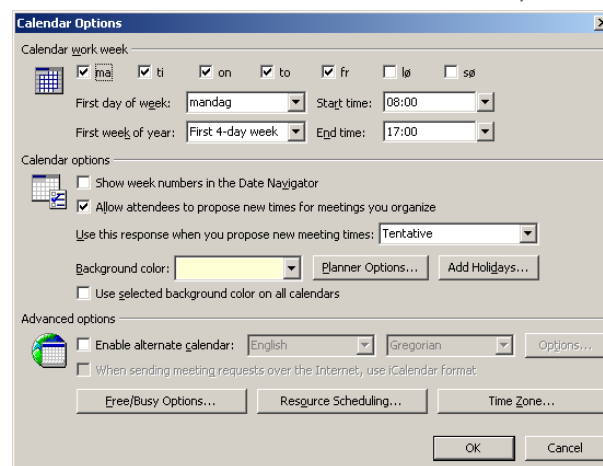 Calendar Options
Calendar work week
ma ti on to fr lø sø
First day of week: mandag Start time: 08:00
First week of year: First 4-day week End time: 17:00
Calendar options
Show week numbers in the Date Navigator
Allow attendees to propose new times for meetings you organize
Use this response when you propose new meeting times: Tentative
Background color: Planner Options... Add Holidays...
Use selected background color on all calendars
Advanced options
Enable alternate calendar: English Gregorian Options...
When sending meeting requests over the Internet, use iCalendar format
Free/Busy Options... Resource Scheduling... Time Zone...
OK Cancel